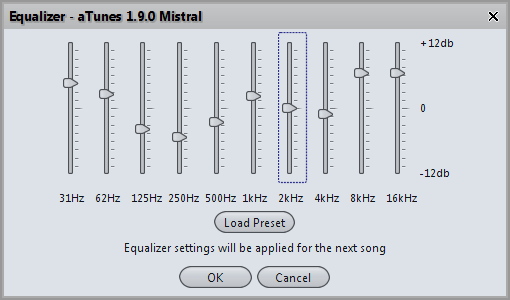 Equalizer - aTunes 1.9.0 Mistral
+12db
0
-12db
31Hz 62Hz 125Hz 250Hz 500Hz 1kHz 2kHz 4kHz 8kHz 16kHz
Load Preset
Equalizer settings will be applied for the next song
OK Cancel